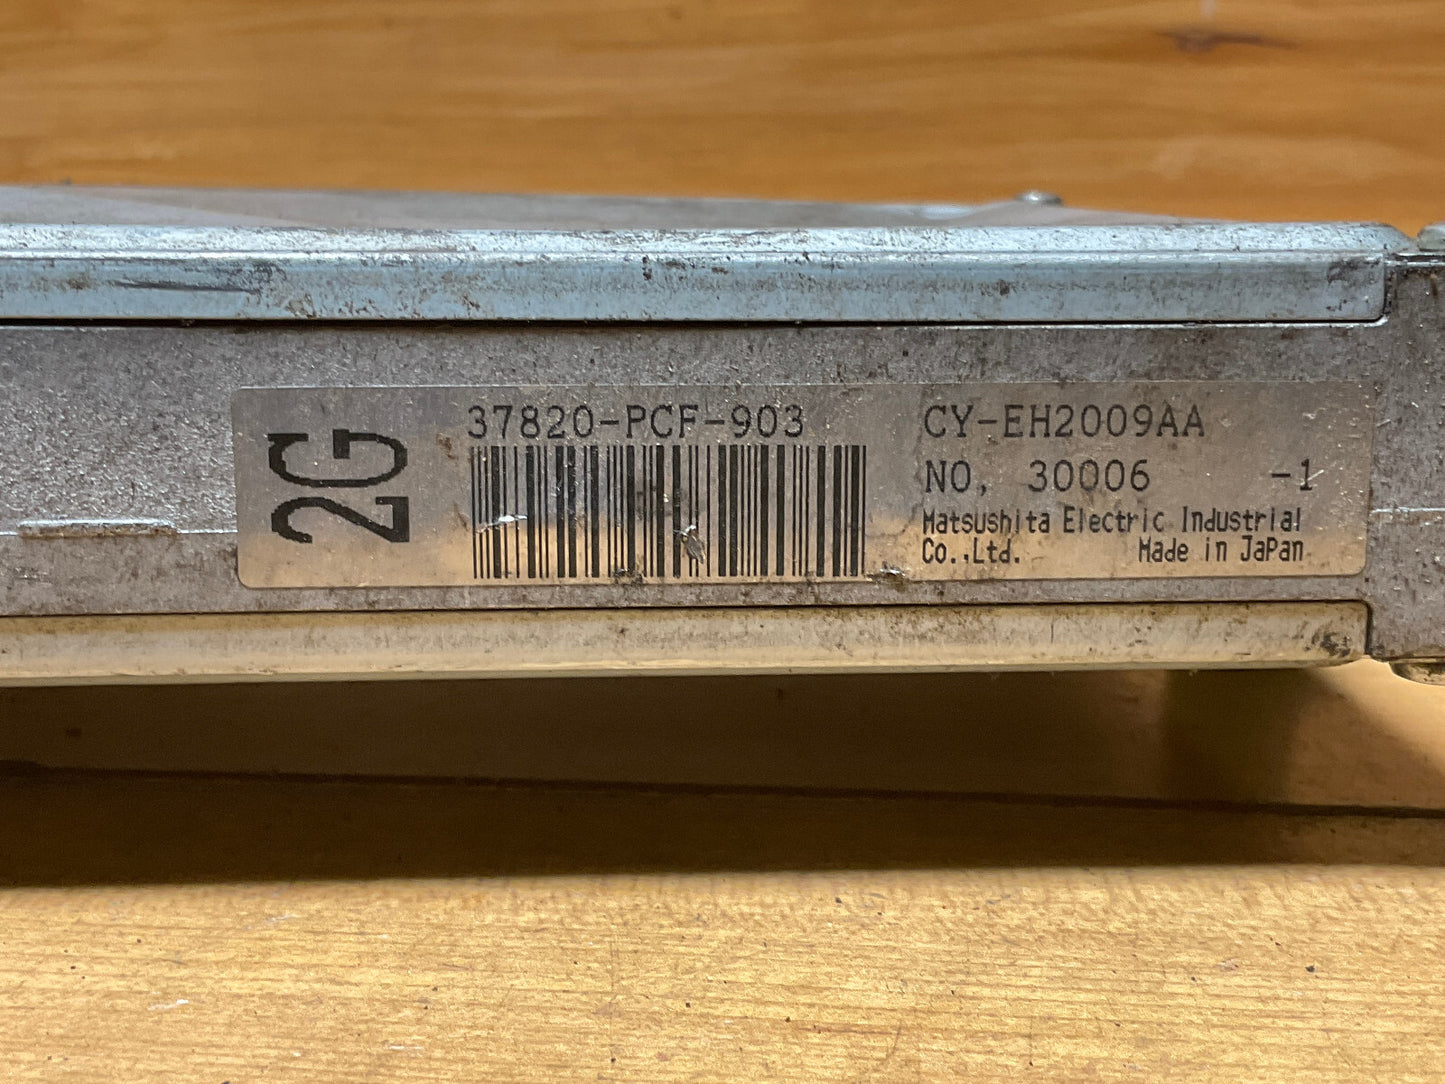 2G
37820-PCF-903
CY-EH2009AA
NO. 30006 -1
Matsushita Electric Industrial
Co.,Ltd. Made in JaPan